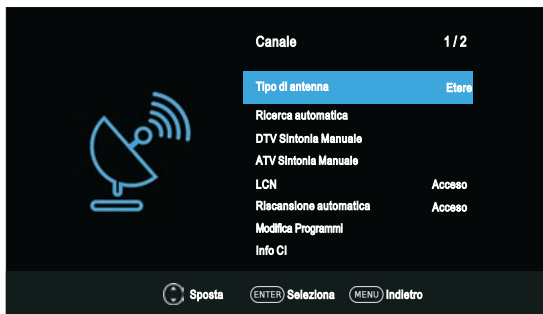 Canale 1/2
Tipo di antenna Etere
Ricerca automatica
DTV Sintonia Manuale
ATV Sintonia Manuale
LCN Acceso
Riscansione automatica Acceso
Modifica Programmi
Info CI
Sposta ENTER Seleziona MENU Indietro